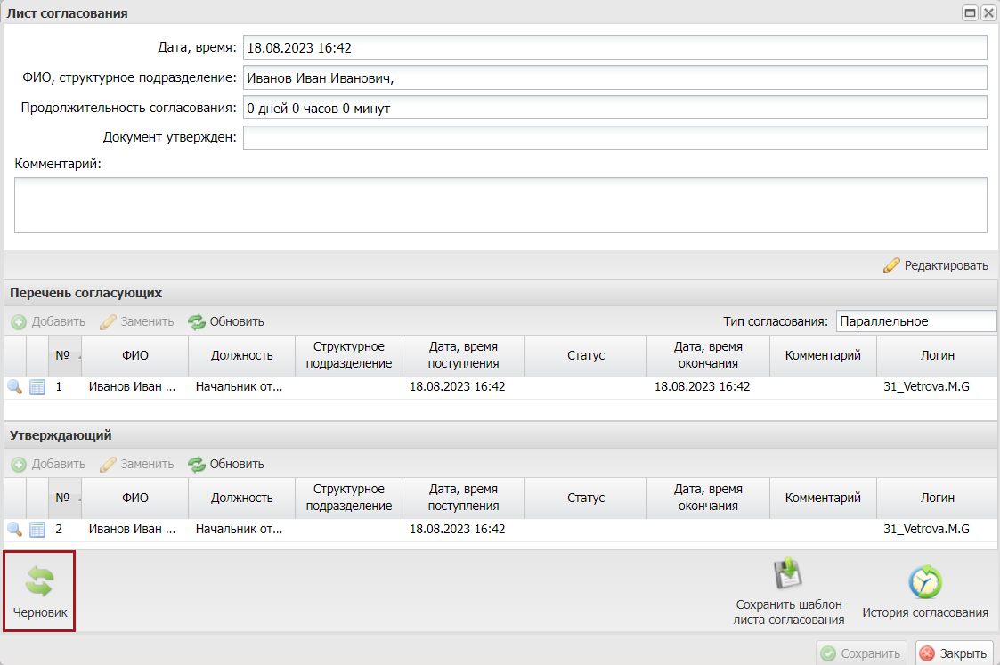 Лист согласования
Дата, время: 18.08.2023 16:42
ФИО, структурное подразделение: Иванов Иван Иванович,
Продолжительность согласования: 0 дней 0 часов 0 минут
Документ утвержден:
Комментарий:
Редактировать
Перечень согласующих
Добавить Заменить Обновить Тип согласования: Параллельное
№ ФИО Должность Структурное подразделение Дата, время поступления Статус Дата, время окончания Комментарий Логин
1 Иванов Иван ... Начальник от... 18.08.2023 16:42 18.08.2023 16:42 31_Vetrova.M.G
Утверждающий
Добавить Заменить Обновить
№ ФИО Должность Структурное подразделение Дата, время поступления Статус Дата, время окончания Комментарий Логин
2 Иванов Иван ... Начальник от... 18.08.2023 16:42 31_Vetrova.M.G
Черновик
Сохранить шаблон
листа согласования
История согласования
Сохранить Закрыть